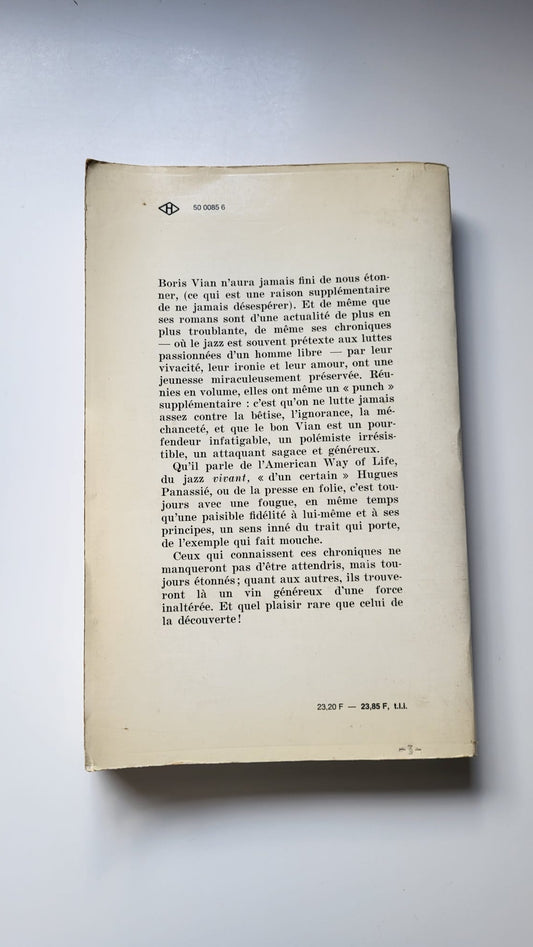 H 50 0085 6
Boris Vian n'aura jamais fini de nous éton-
ner, (ce qui est une raison supplémentaire
de ne jamais désespérer). Et de même que
ses romans sont d'une actualité de plus en
plus troublante, de même ses chroniques
— où le jazz est souvent prétexte aux luttes
passionnées d'un homme libre — par leur
vivacité, leur ironie et leur amour, ont une
jeunesse miraculeusement préservée. Réu-
nies en volume, elles ont même un « punch »
supplémentaire : c'est qu'on ne lutte jamais
assez contre la bêtise, l'ignorance, la mé-
chanceté, et que le bon Vian est un pour-
fendeur infatigable, un polémiste irrésis-
tible, un attaquant sagace et généreux.
Qu'il parle de l'American Way of Life,
du jazz vivant, « d'un certain » Hugues
Panassié, ou de la presse en folie, c'est tou-
jours avec une fougue, en même temps
qu'une paisible fidélité à lui-même et à ses
principes, un sens inné du trait qui porte,
de l'exemple qui fait mouche.
Ceux qui connaissent ces chroniques ne
manqueront pas d'être attendris, mais tou-
jours étonnés ; quant aux autres, ils trouve-
ront là un vin généreux d'une force
inaltérée. Et quel plaisir rare que celui de
la découverte !
23,20 F — 23,85 F, t.l.i.
-3-